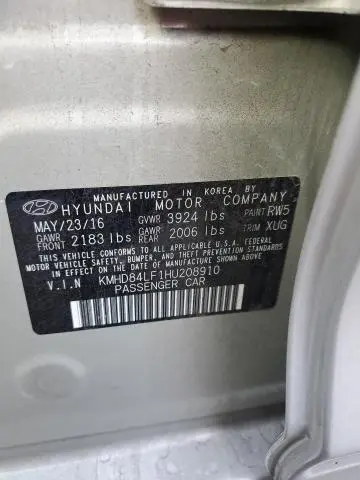 MANUFACTURED IN KOREA BY
HYUNDAI MOTOR COMPANY
MAY/23/16 GVWR 3924 lbs PAINT RW5
GAWR FRONT 2183 lbs GAWR REAR 2006 lbs TRIM XUG
THIS VEHICLE CONFORMS TO ALL APPLICABLE U.S.A. FEDERAL
MOTOR VEHICLE SAFETY, BUMPER, AND THEFT PREVENTION STANDARDS
IN EFFECT ON THE DATE OF MANUFACTURE SHOWN ABOVE.
V.I.N KMHD84LF1HU208910
PASSENGER CAR